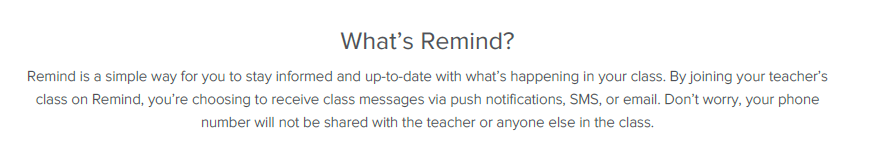 What’s Remind?
Remind is a simple way for you to stay informed and up-to-date with what’s happening in your class. By joining your teacher’s
class on Remind, you’re choosing to receive class messages via push notifications, SMS, or email. Don’t worry, your phone
number will not be shared with the teacher or anyone else in the class.